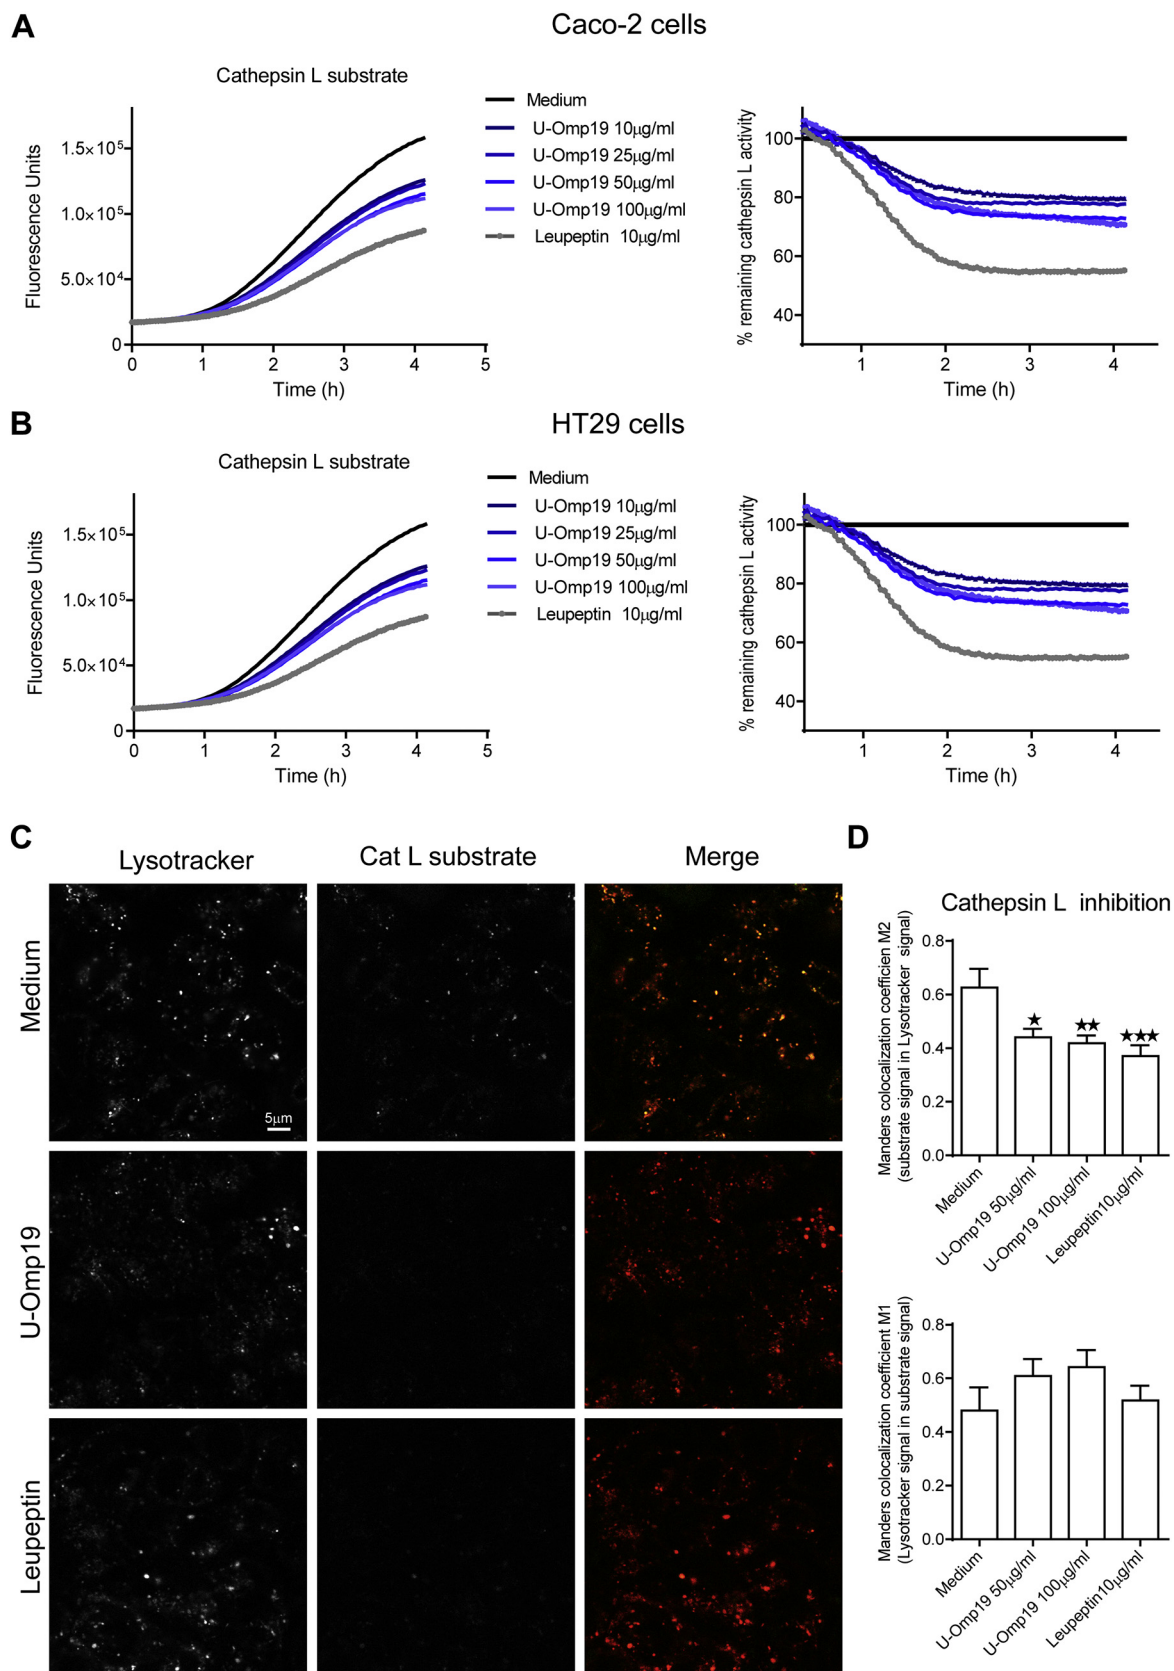 A
Caco-2 cells
Cathepsin L substrate
Fluorescence Units
1.5×10⁵
1.0×10⁵
5.0×10⁴
0
0 1 2 3 4 5
Time (h)
Medium
U-Omp19 10μg/ml
U-Omp19 25μg/ml
U-Omp19 50μg/ml
U-Omp19 100μg/ml
Leupeptin 10μg/ml
% remaining cathepsin L activity
100
80
60
40
1 2 3 4
Time (h)
B
HT29 cells
Cathepsin L substrate
Fluorescence Units
1.5×10⁵
1.0×10⁵
5.0×10⁴
0
0 1 2 3 4 5
Time (h)
Medium
U-Omp19 10μg/ml
U-Omp19 25μg/ml
U-Omp19 50μg/ml
U-Omp19 100μg/ml
Leupeptin 10μg/ml
% remaining cathepsin L activity
100
80
60
40
1 2 3 4
Time (h)
C
Lysotracker
Cat L substrate
Merge
Medium
5μm
U-Omp19
Leupeptin
D
Cathepsin L inhibition
Manders colocalization coefficien M2
(substrate signal in Lysotracker signal)
0.8
0.6
0.4
0.2
0.0
★
★★
★★★
Medium
U-Omp19 50μg/ml
U-Omp19 100μg/ml
Leupeptin10μg/ml
Manders colocalization coefficient M1
(Lysotracker signal in substrate signal)
0.8
0.6
0.4
0.2
0.0
Medium
U-Omp19 50μg/ml
U-Omp19 100μg/ml
Leupeptin10μg/ml